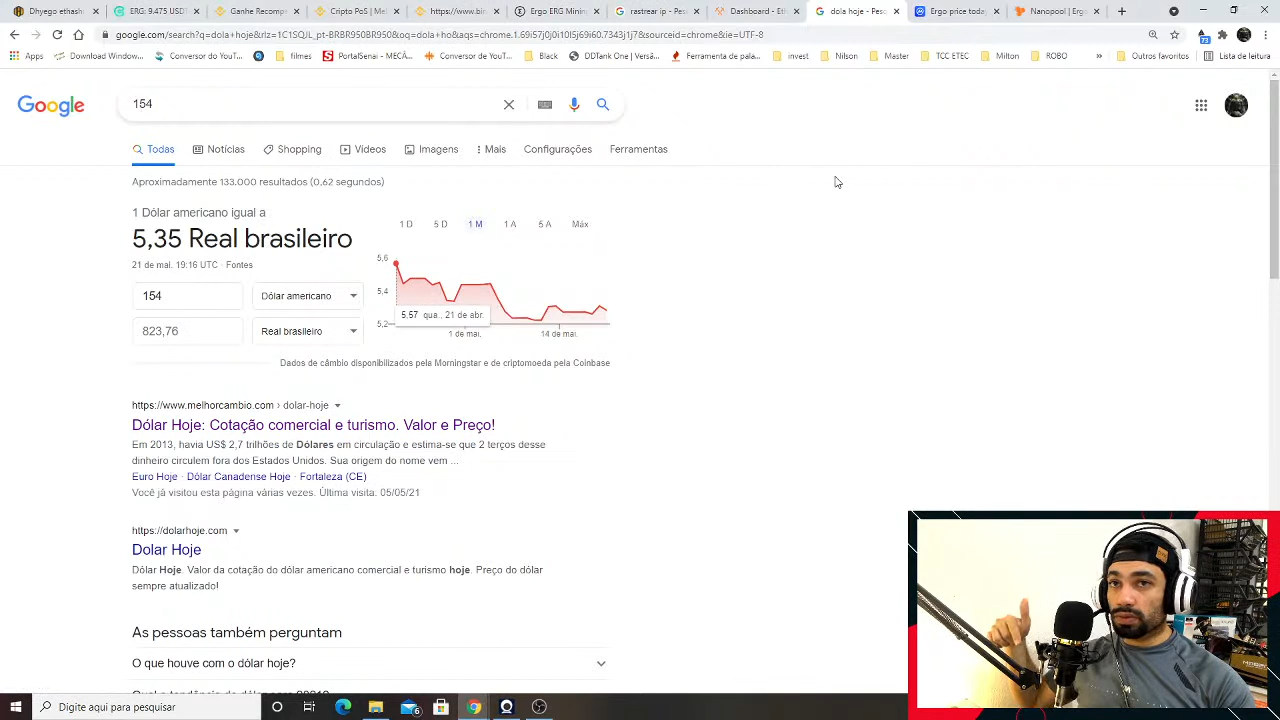 Dhyego ethash
ERG: 9.475 USDT
Ganhe Recomp
Cripto PoS | Mel
https://www.bin
Ergo ETG Mining
rastrear ip - Pes
Dashboard - Eth
dola hoje - Pesq
Ergo price today
Nanopool | Ergo
google.com/search?q=dola+hoje&rlz=1C1SQJL_pt-BRBR950BR950&oq=dola+ho&aqs=chrome.1.69i57j0j0i10l5j69i60.7343j1j7&sourceid=chrome&ie=UTF-8
Apps
Download Window...
Conversor do YouT...
filmes
PortalSenai - MECÂ...
Conversor de YouT...
Black
DDTank One | Versã...
Ferramenta de pala...
invest
Nilson
Master
TCC ETEC
Milton
ROBO
»
Outros favoritos
Lista de leitura
73
Google
154
Todas
Notícias
Shopping
Vídeos
Imagens
Mais
Configurações
Ferramentas
Aproximadamente 133.000 resultados (0,62 segundos)
1 Dólar americano igual a
5,35 Real brasileiro
21 de mai. 19:16 UTC · Fontes
154
Dólar americano
823,76
Real brasileiro
1 D
5 D
1 M
1 A
5 A
Máx
5,6
5,4
5,2
5,57 qua., 21 de abr.
1 de mai.
14 de mai.
Dados de câmbio disponibilizados pela Morningstar e de criptomoeda pela Coinbase
https://www.melhorcambio.com › dolar-hoje
Dólar Hoje: Cotação comercial e turismo. Valor e Preço!
Em 2013, havia US$ 2,7 trilhões de Dólares em circulação e estima-se que 2 terços desse
dinheiro circulem fora dos Estados Unidos. Sua origem do nome vem ...
Euro Hoje · Dólar Canadense Hoje · Fortaleza (CE)
Você já visitou esta página várias vezes. Última visita: 05/05/21
https://dolarhoje.com
Dolar Hoje
Dólar Hoje. Valor da cotação do dólar americano comercial e turismo hoje. Preço do dólar
sempre atualizado!
As pessoas também perguntam
O que houve com o dólar hoje?
Digite aqui para pesquisar
6